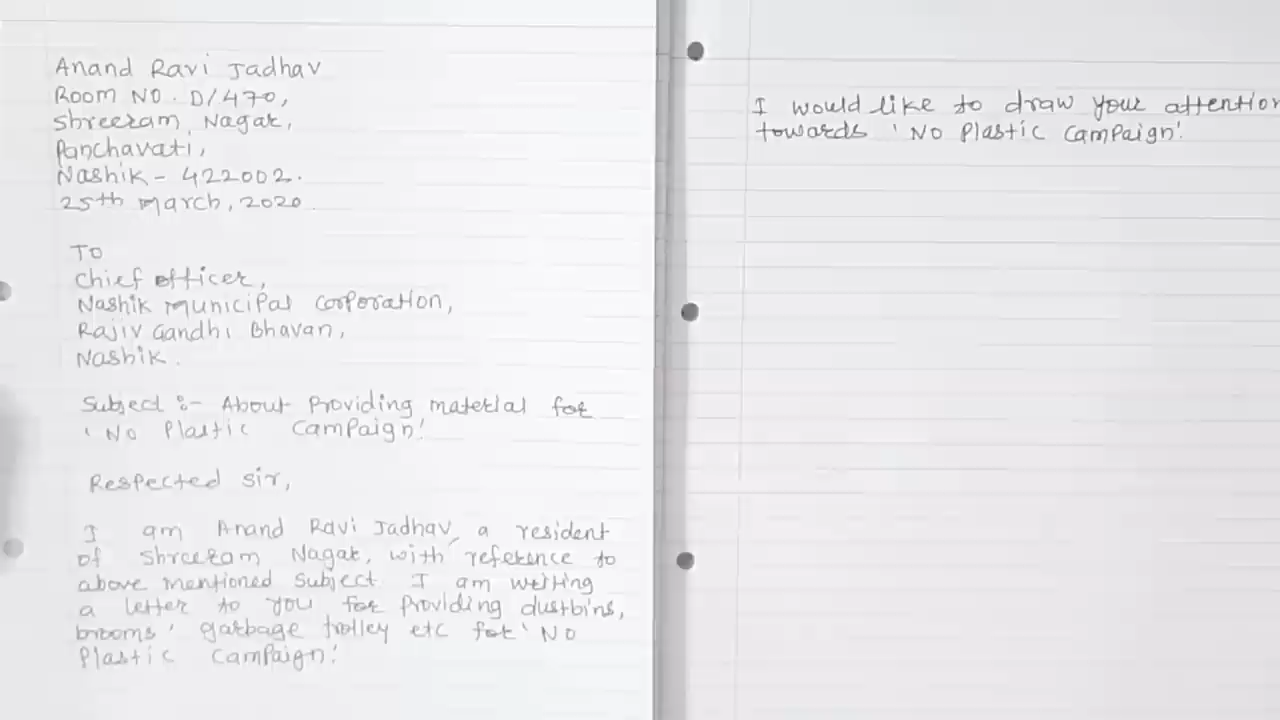 Anand Ravi Jadhav
Room NO. D/470,
Shreeram Nagar,
Panchavati,
Nashik - 422002.
25th March, 2020.
TO
Chief officer,
Nashik Municipal Corporation,
Rajiv Gandhi Bhavan,
Nashik.
Subject :- About Providing material for
'No Plastic Campaign!'
Respected sir,
I am Anand Ravi Jadhav, a resident
of Shreeram Nagar, with reference to
above mentioned subject I am writing
a letter to you for Providing dustbins,
brooms, garbage trolley etc for 'NO
Plastic Campaign!'
I would like to draw your attention
towards 'No Plastic Campaign!'